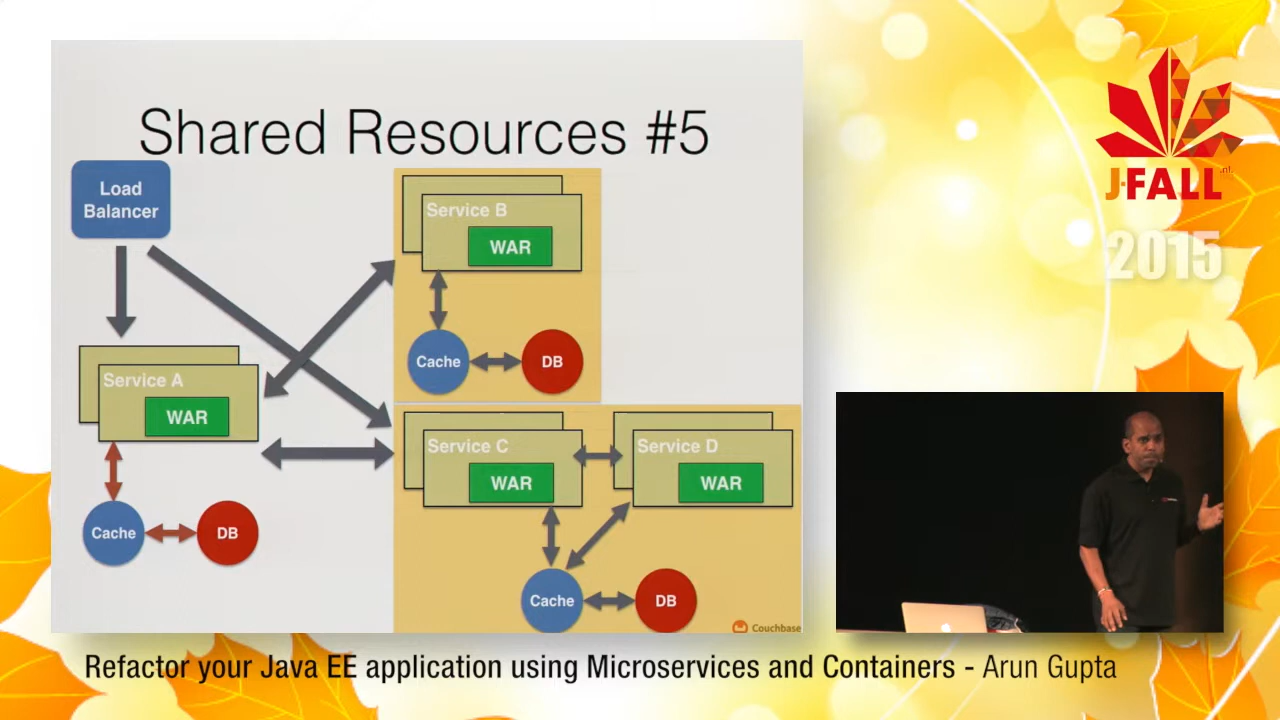 Shared Resources #5
Load
Balancer
Service B
WAR
Cache
DB
Service A
WAR
Cache
DB
Service C
WAR
Service D
WAR
Cache
DB
Couchbase
J-FALL
2015
Refactor your Java EE application using Microservices and Containers - Arun Gupta